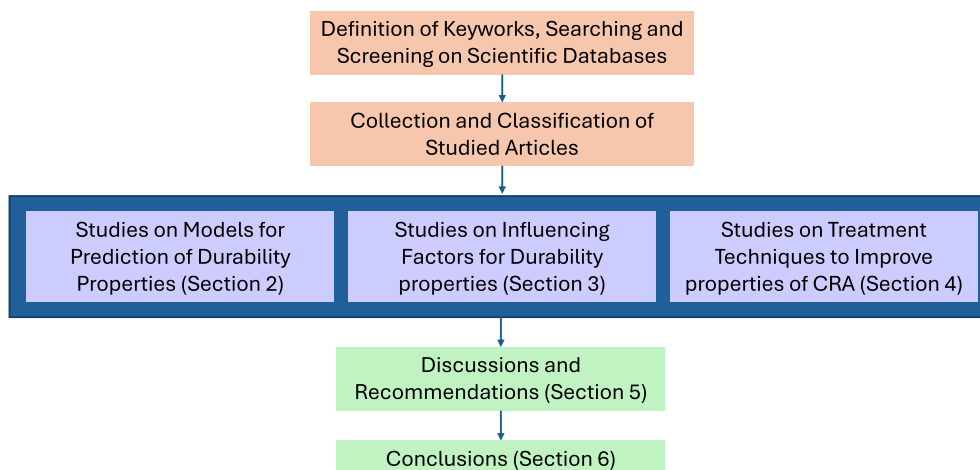 Definition of Keyworks, Searching and
Screening on Scientific Databases
Collection and Classification of
Studied Articles
Studies on Models for
Prediction of Durability
Properties (Section 2)
Studies on Influencing
Factors for Durability
properties (Section 3)
Studies on Treatment
Techniques to Improve
properties of CRA (Section 4)
Discussions and
Recommendations (Section 5)
Conclusions (Section 6)